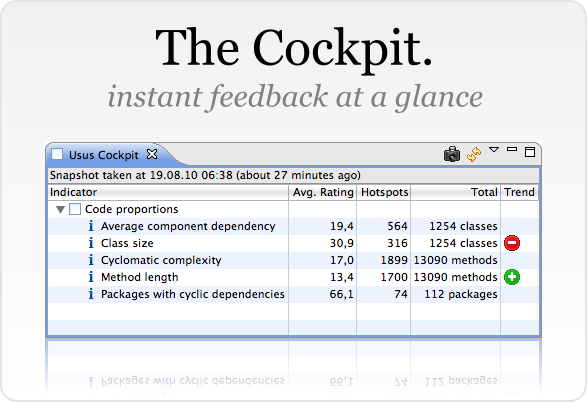 The Cockpit.
instant feedback at a glance
Usus Cockpit
Snapshot taken at 19.08.10 06:38 (about 27 minutes ago)
Indicator Avg. Rating Hotspots Total Trend
Code proportions
Average component dependency 19,4 564 1254 classes
Class size 30,9 316 1254 classes
Cyclomatic complexity 17,0 1899 13090 methods
Method length 13,4 1700 13090 methods
Packages with cyclic dependencies 66,1 74 112 packages